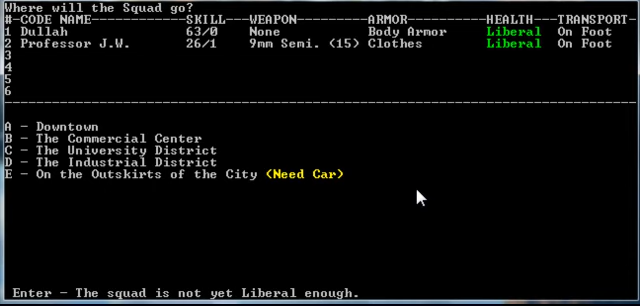 Where will the Squad go?
#—CODE NAME————————————SKILL———WEAPON—————————ARMOR———————————HEALTH———TRANSPORT—
1 Dullah               63/0    None           Body Armor      Liberal  On Foot
2 Professor J.W.       26/1    9mm Semi. (15) Clothes         Liberal  On Foot
3
4
5
6
————————————————————————————————————————————————————————————————————————————————
A - Downtown
B - The Commercial Center
C - The University District
D - The Industrial District
E - On the Outskirts of the City (Need Car)
Enter - The squad is not yet Liberal enough.